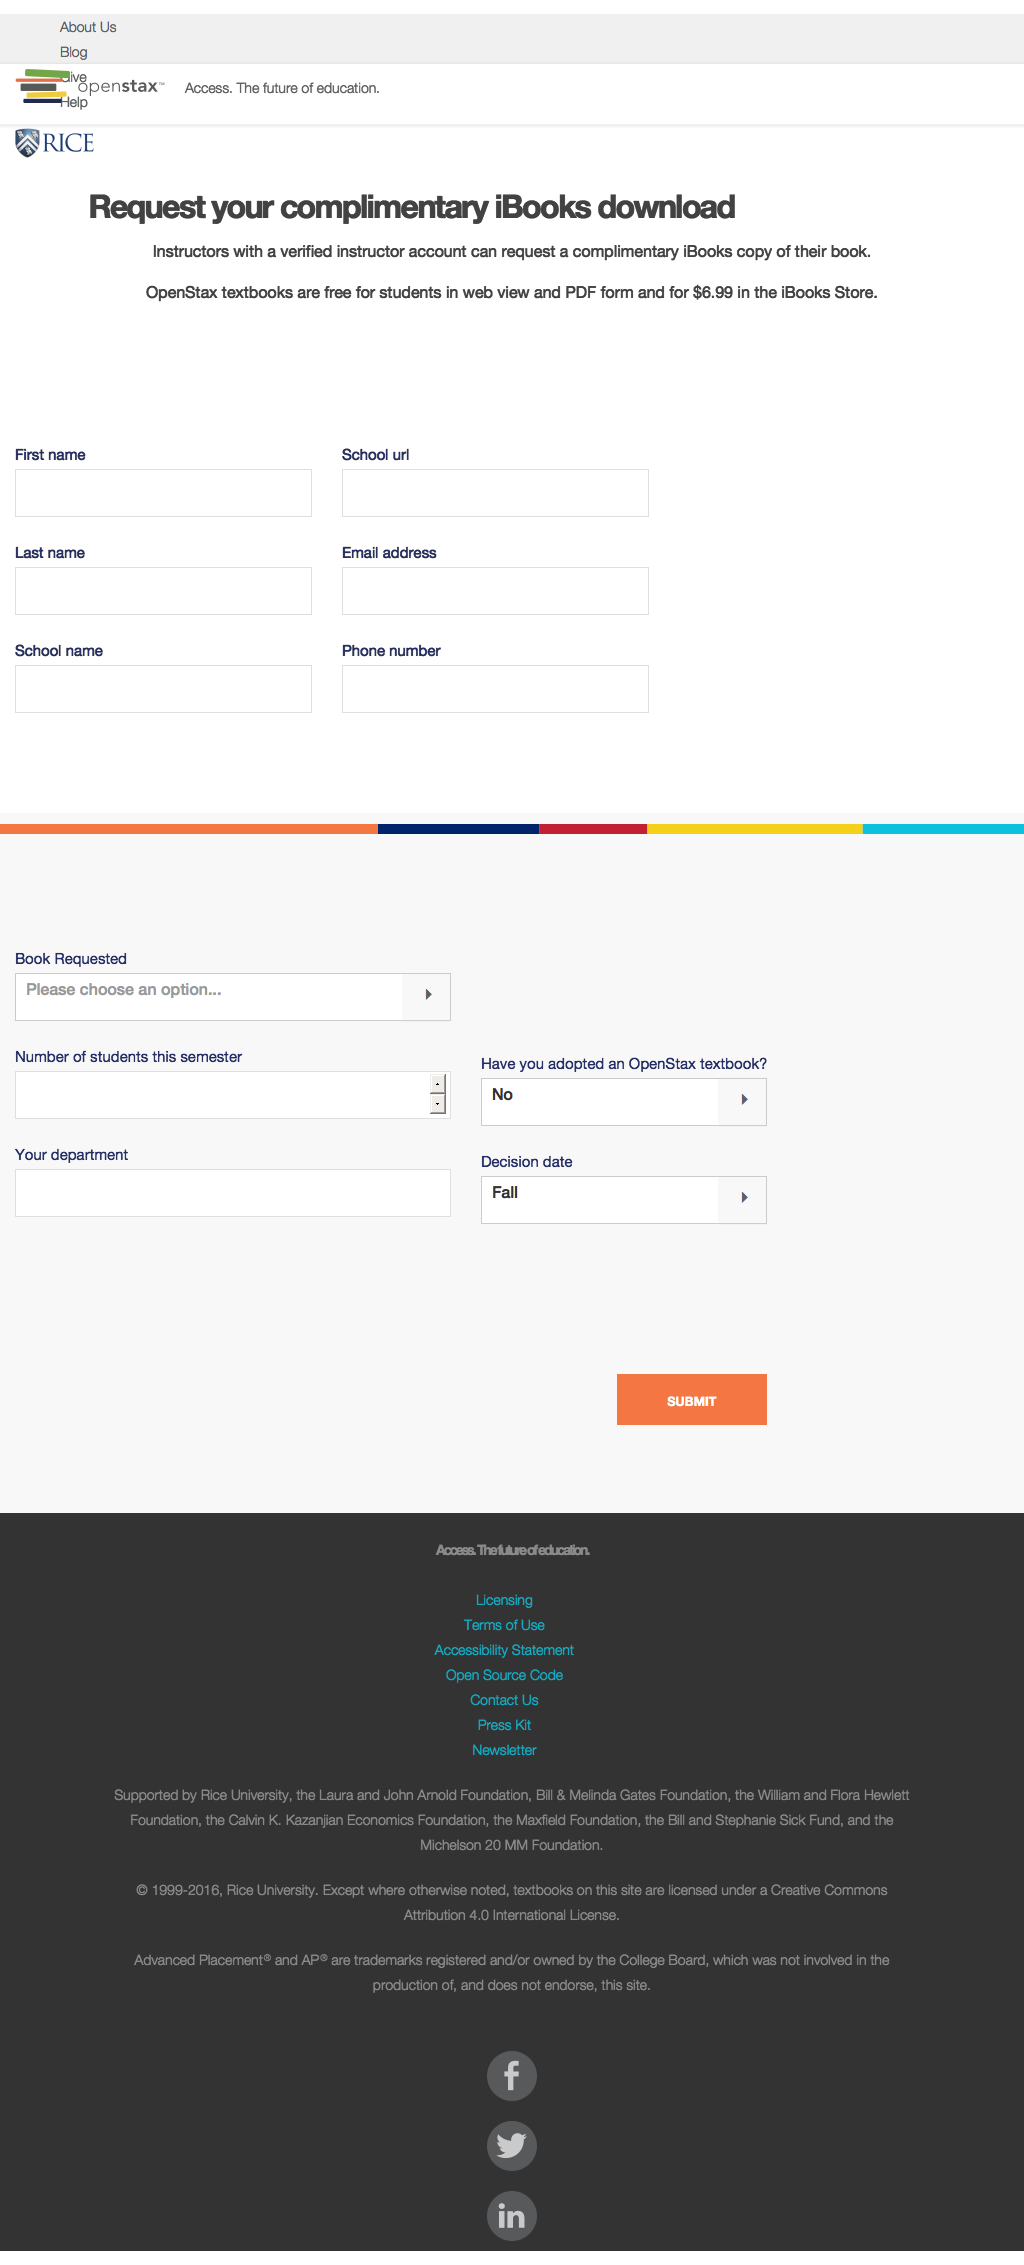 About Us
Blog
Give
openstax™ Access. The future of education.
Help
RICE
Request your complimentary iBooks download
Instructors with a verified instructor account can request a complimentary iBooks copy of their book.
OpenStax textbooks are free for students in web view and PDF form and for $6.99 in the iBooks Store.
First name
School url
Last name
Email address
School name
Phone number
Book Requested
Please choose an option...
Number of students this semester
Have you adopted an OpenStax textbook?
No
Your department
Decision date
Fall
SUBMIT
Access. The future of education.
Licensing
Terms of Use
Accessibility Statement
Open Source Code
Contact Us
Press Kit
Newsletter
Supported by Rice University, the Laura and John Arnold Foundation, Bill & Melinda Gates Foundation, the William and Flora Hewlett
Foundation, the Calvin K. Kazanjian Economics Foundation, the Maxfield Foundation, the Bill and Stephanie Sick Fund, and the
Michelson 20 MM Foundation.
© 1999-2016, Rice University. Except where otherwise noted, textbooks on this site are licensed under a Creative Commons
Attribution 4.0 International License.
Advanced Placement® and AP® are trademarks registered and/or owned by the College Board, which was not involved in the
production of, and does not endorse, this site.